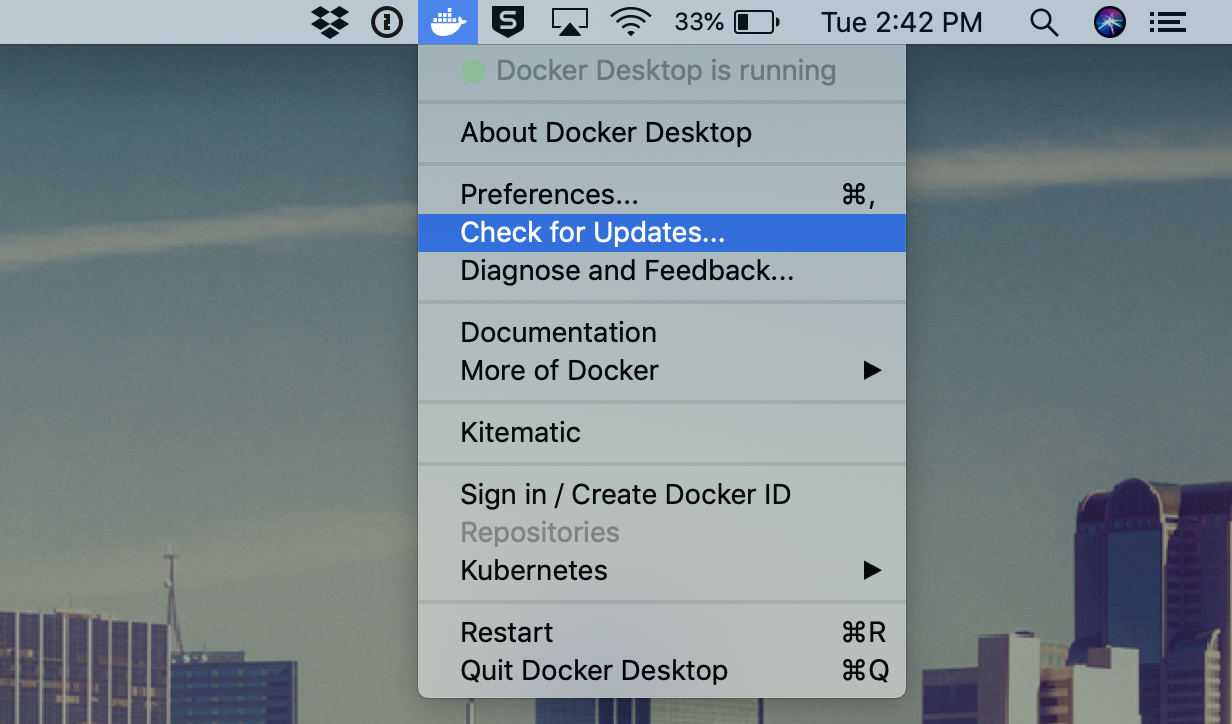 33% Tue 2:42 PM
Docker Desktop is running
About Docker Desktop
Preferences... ⌘,
Check for Updates...
Diagnose and Feedback...
Documentation
More of Docker
Kitematic
Sign in / Create Docker ID
Repositories
Kubernetes
Restart ⌘R
Quit Docker Desktop ⌘Q